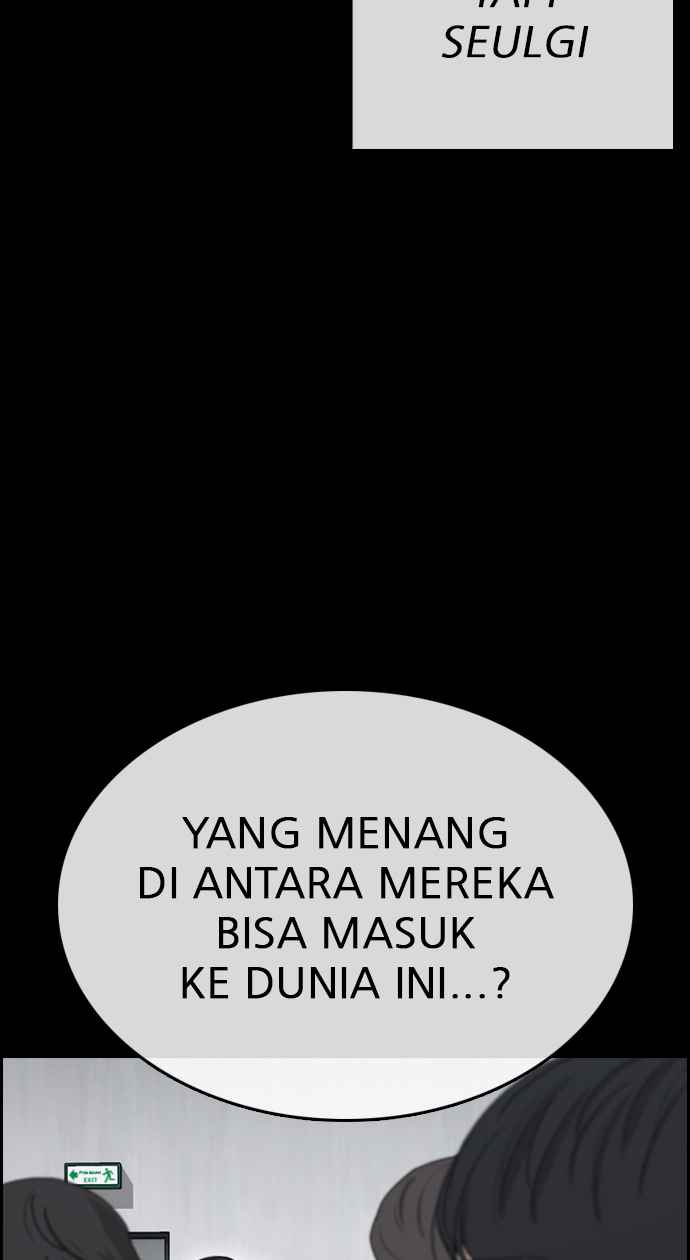 SEULGI
YANG MENANG
DI ANTARA MEREKA
BISA MASUK
KE DUNIA INI...?
EXIT